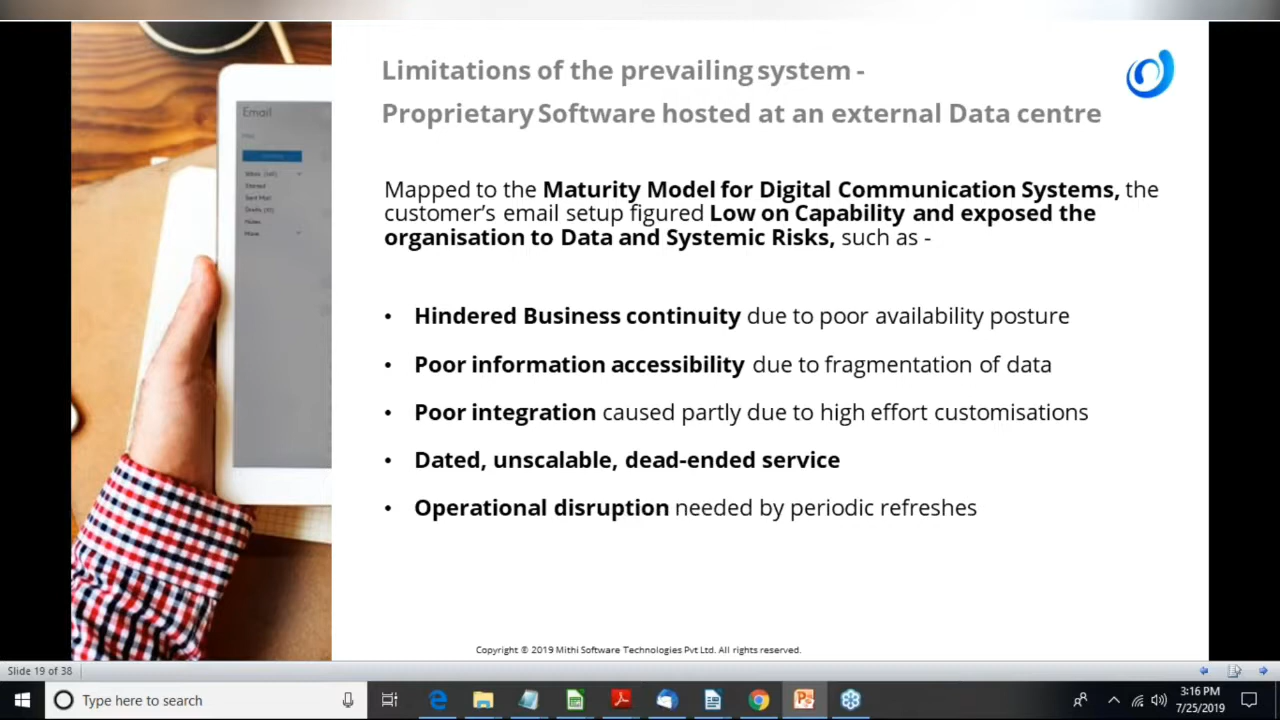 Limitations of the prevailing system -
Proprietary Software hosted at an external Data centre
Email
Mapped to the Maturity Model for Digital Communication Systems, the
customer's email setup figured Low on Capability and exposed the
organisation to Data and Systemic Risks, such as -
Starred
Sent Mail
Notes
More
• Hindered Business continuity due to poor availability posture
• Poor information accessibility due to fragmentation of data
• Poor integration caused partly due to high effort customisations
• Dated, unscalable, dead-ended service
• Operational disruption needed by periodic refreshes
Copyright © 2019 Mithi Software Technologies Pvt Ltd. All rights reserved.
Slide 19 of 38
Type here to search
3:16 PM
7/25/2019